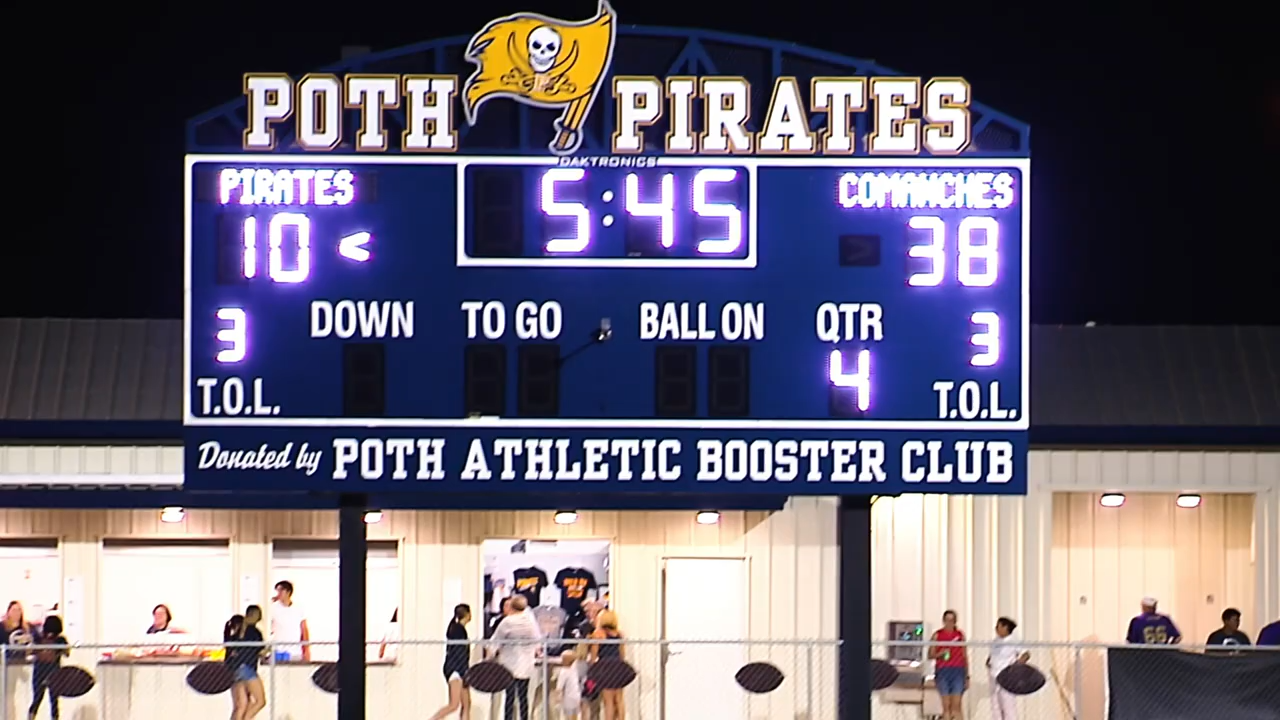 POTH PIRATES
DAKTRONICS
PIRATES 5:45 COMANCHES
10 < 38
3 DOWN TO GO BALL ON QTR 3
4
T.O.L. T.O.L.
Donated by POTH ATHLETIC BOOSTER CLUB
66